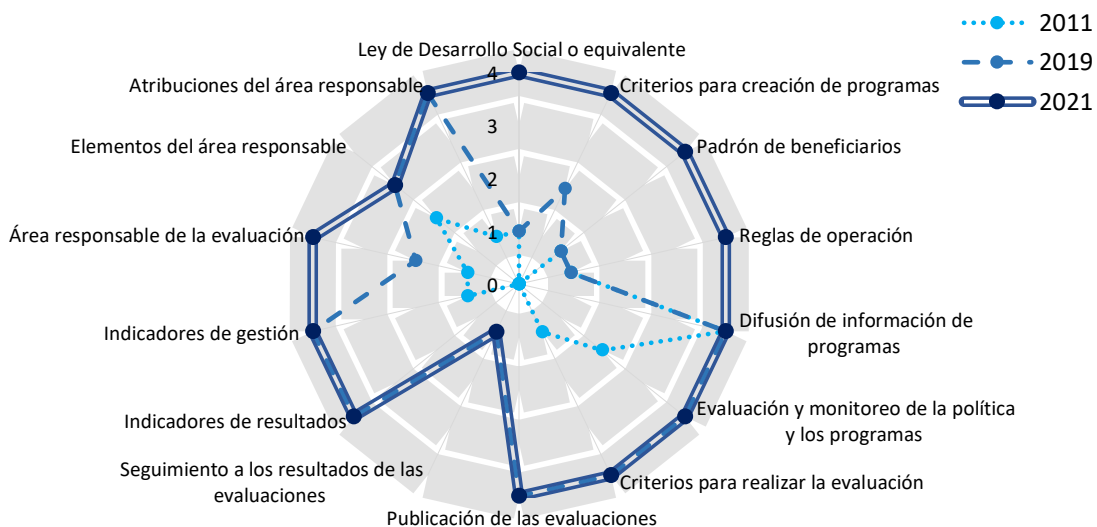 2011
2019
2021
Ley de Desarrollo Social o equivalente
Criterios para creación de programas
Padrón de beneficiarios
Reglas de operación
Difusión de información de
programas
Evaluación y monitoreo de la política
y los programas
Criterios para realizar la evaluación
Publicación de las evaluaciones
Seguimiento a los resultados de las
evaluaciones
Indicadores de resultados
Indicadores de gestión
Área responsable de la evaluación
Elementos del área responsable
Atribuciones del área responsable
4
3
2
1
0